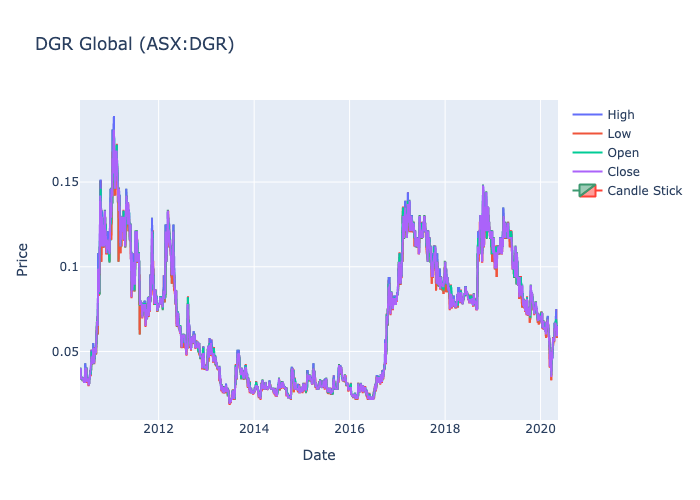 DGR Global (ASX:DGR)
High
Low
Open
Close
Candle Stick
Price
0.15
0.1
0.05
2012 2014 2016 2018 2020
Date